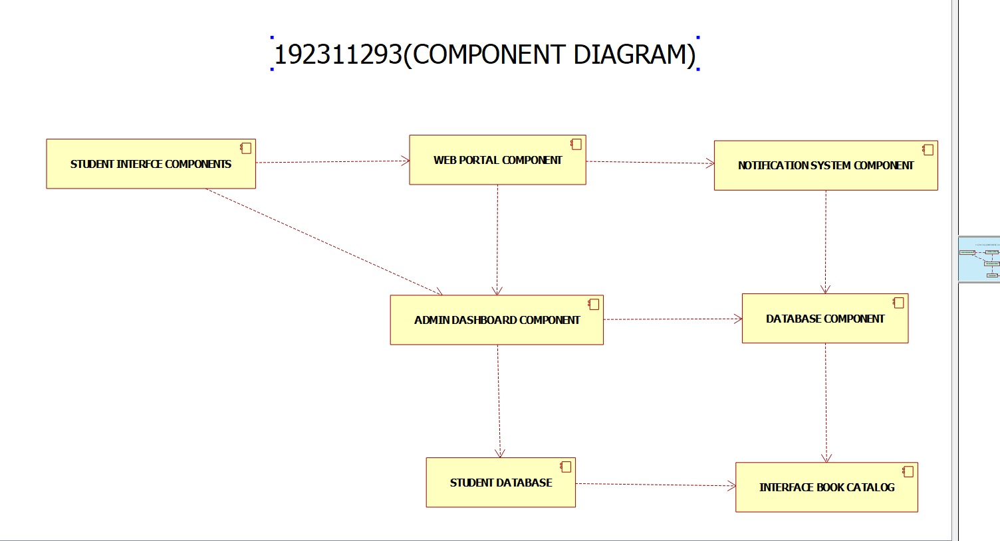 192311293(COMPONENT DIAGRAM)
STUDENT INTERFCE COMPONENTS
WEB PORTAL COMPONENT
NOTIFICATION SYSTEM COMPONENT
ADMIN DASHBOARD COMPONENT
DATABASE COMPONENT
STUDENT DATABASE
INTERFACE BOOK CATALOG